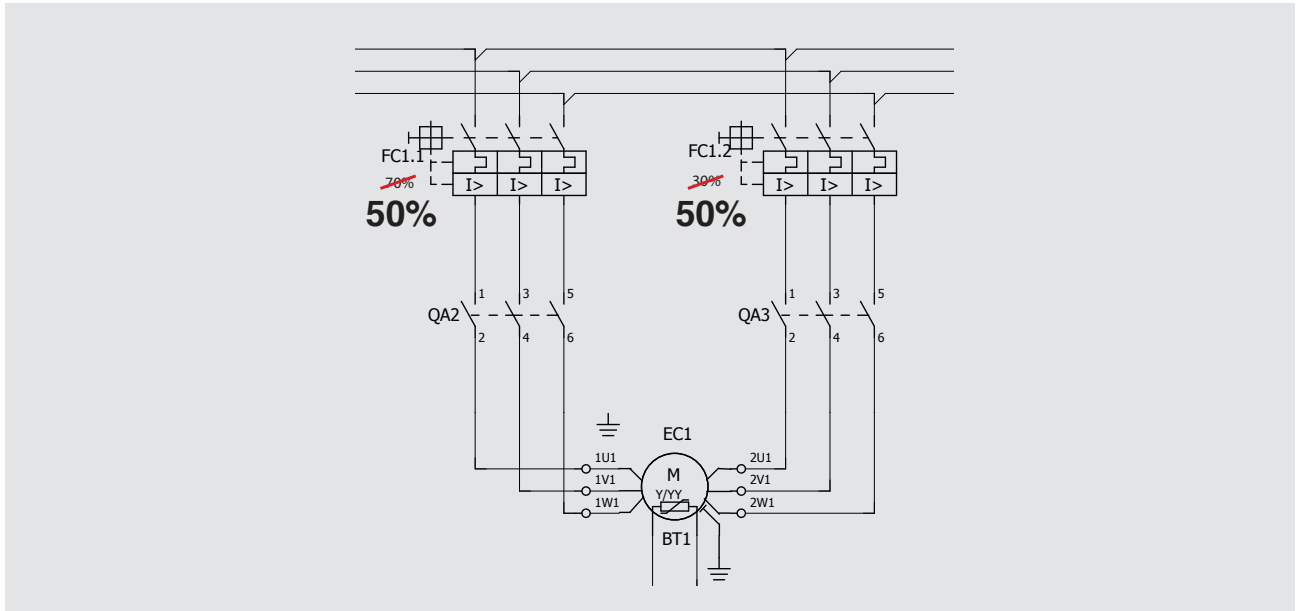 FC1.1
70%
50%
I> I> I>
FC1.2
30%
50%
I> I> I>
QA2
1 3 5
2 4 6
QA3
1 3 5
2 4 6
EC1
1U1
1V1
1W1
M
Y/YY
2U1
2V1
2W1
BT1